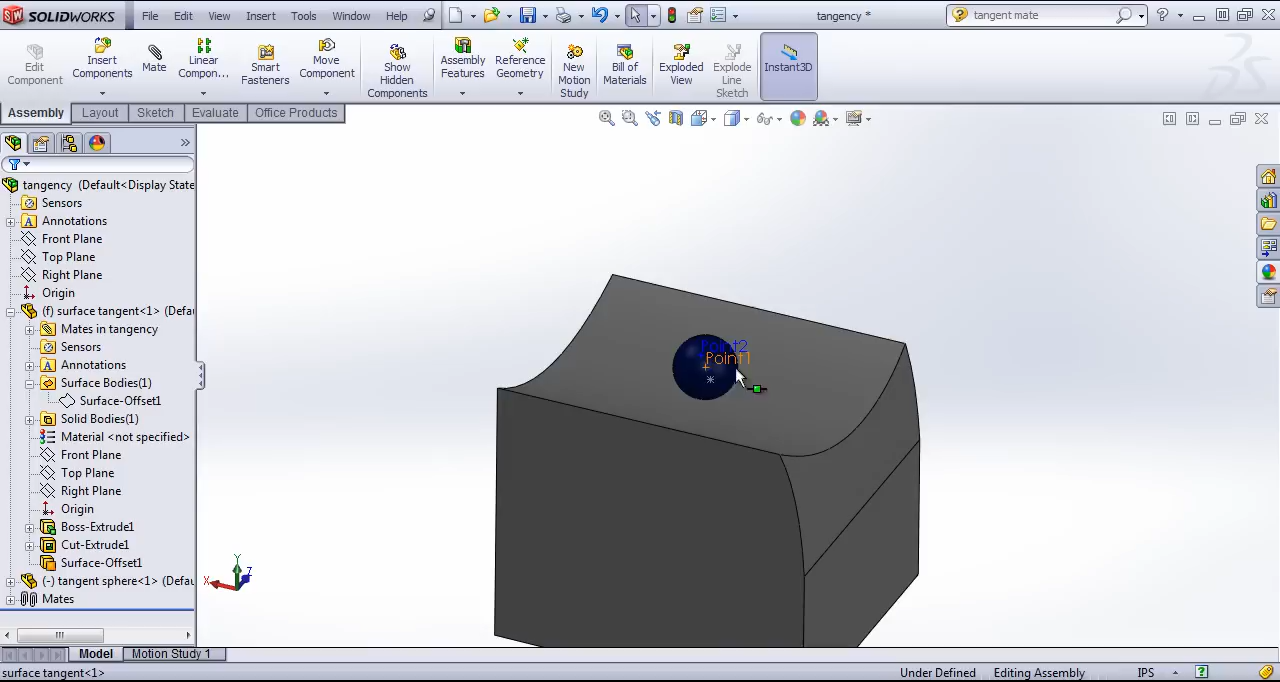 SOLIDWORKS
File Edit View Insert Tools Window Help
tangency *
tangent mate
Edit Component
Insert Components
Mate
Linear Compon...
Smart Fasteners
Move Component
Show Hidden Components
Assembly Features
Reference Geometry
New Motion Study
Bill of Materials
Exploded View
Explode Line Sketch
Instant3D
Assembly Layout Sketch Evaluate Office Products
tangency (Default<Display State
Sensors
Annotations
Front Plane
Top Plane
Right Plane
Origin
(f) surface tangent<1> (Defau
Mates in tangency
Sensors
Annotations
Surface Bodies(1)
Surface-Offset1
Solid Bodies(1)
Material <not specified>
Front Plane
Top Plane
Right Plane
Origin
Boss-Extrude1
Cut-Extrude1
Surface-Offset1
(-) tangent sphere<1> (Defau
Mates
Point2
Point1
Y
X
Z
Model Motion Study 1
surface tangent<1>
Under Defined Editing Assembly IPS